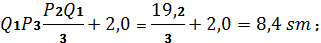 Q₁P₃ P₂Q₁/3 + 2,0 = 19,2/3 + 2,0 = 8,4 sm ;